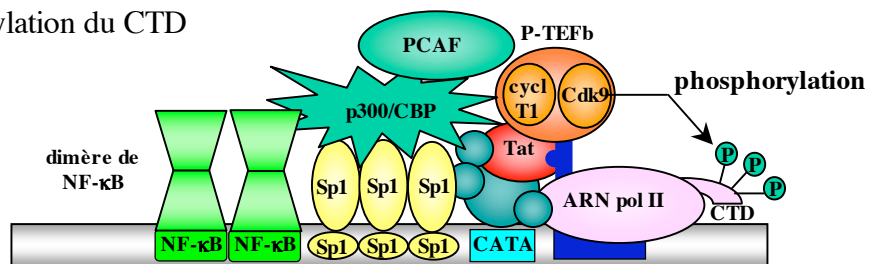 ylation du CTD
PCAF
P-TEFb
cycl
T1
Cdk9
phosphorylation
p300/CBP
dimère de
NF-κB
Tat
P
P
P
Sp1
Sp1
Sp1
ARN pol II
CTD
NF-κB
NF-κB
Sp1
Sp1
Sp1
CATA